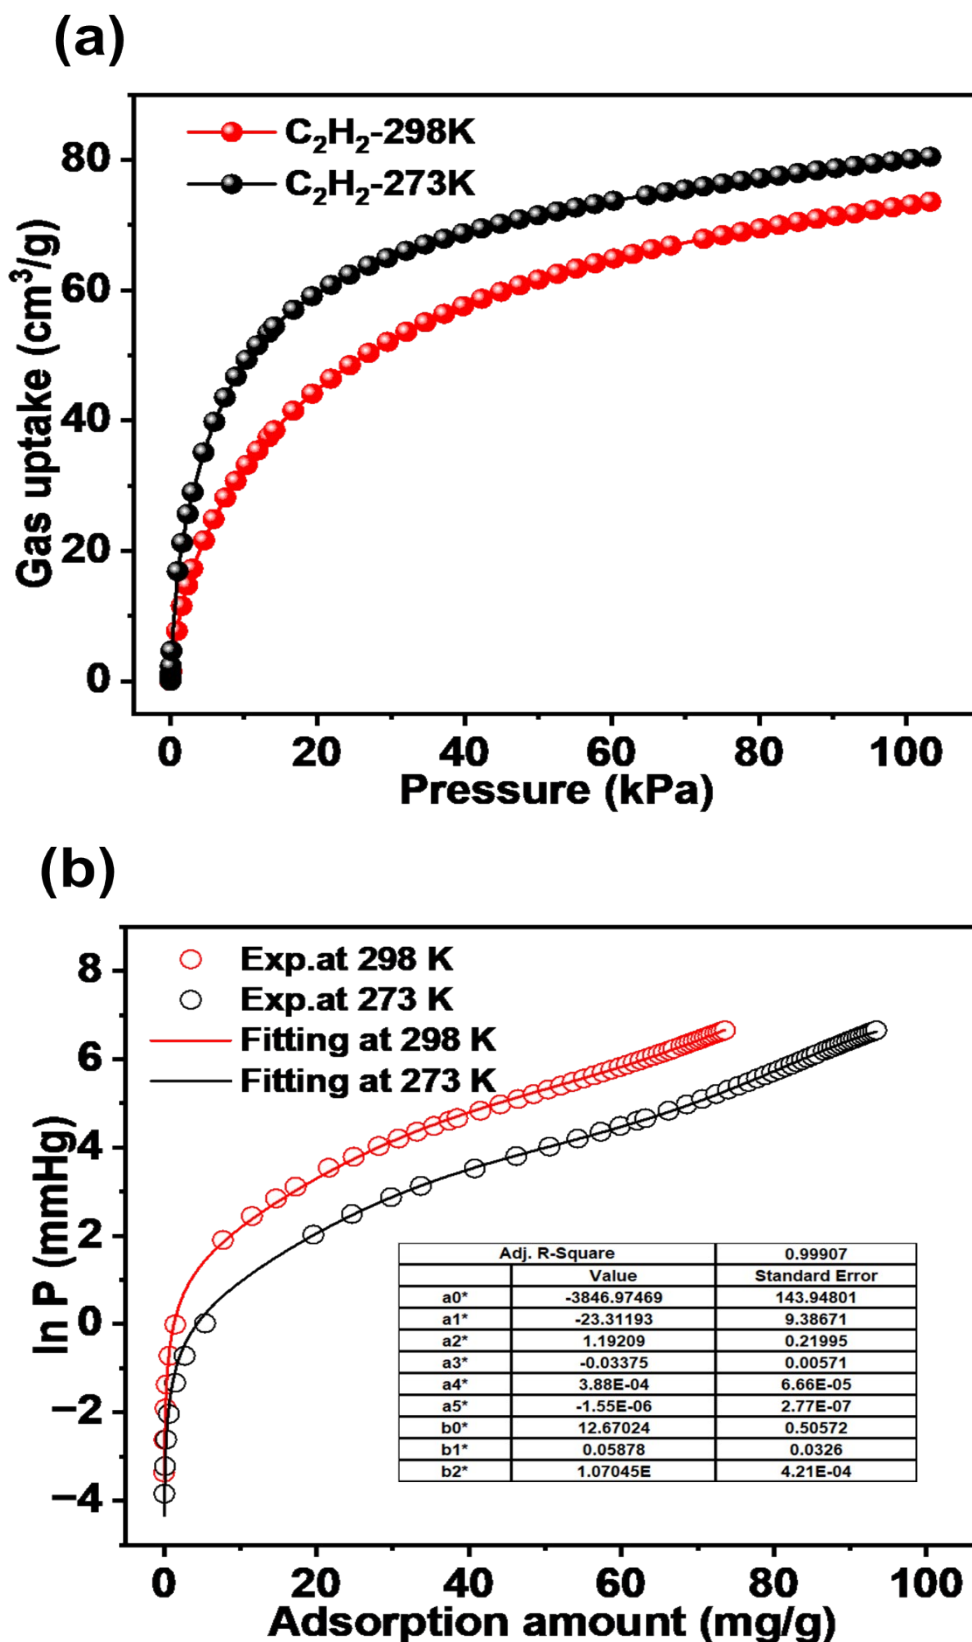 (a)
C₂H₂-298K
C₂H₂-273K
80
60
40
20
0
Gas uptake (cm³/g)
0 20 40 60 80 100
Pressure (kPa)
(b)
Exp.at 298 K
Exp.at 273 K
Fitting at 298 K
Fitting at 273 K
8
6
4
2
0
−2
−4
ln P (mmHg)
Adj. R-Square 0.99907
Value Standard Error
a0* -3846.97469 143.94801
a1* -23.31193 9.38671
a2* 1.19209 0.21995
a3* -0.03375 0.00571
a4* 3.88E-04 6.66E-05
a5* -1.55E-06 2.77E-07
b0* 12.67024 0.50572
b1* 0.05878 0.0326
b2* 1.07045E 4.21E-04
0 20 40 60 80 100
Adsorption amount (mg/g)